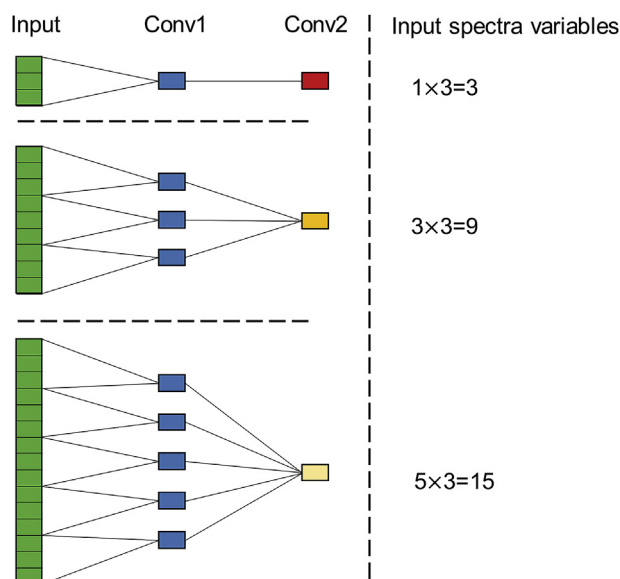 Input Conv1 Conv2 Input spectra variables
1×3=3
3×3=9
5×3=15